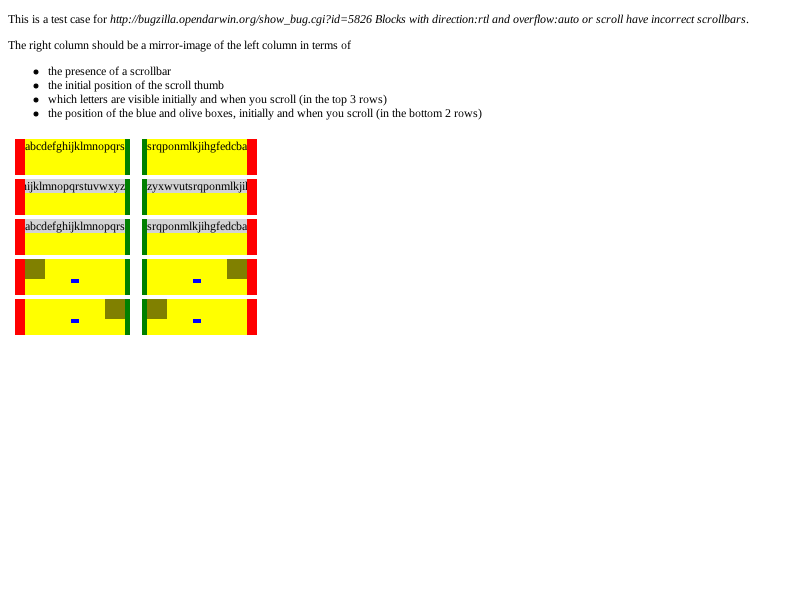 This is a test case for http://bugzilla.opendarwin.org/show_bug.cgi?id=5826 Blocks with direction:rtl and overflow:auto or scroll have incorrect scrollbars.
The right column should be a mirror-image of the left column in terms of
● the presence of a scrollbar
● the initial position of the scroll thumb
● which letters are visible initially and when you scroll (in the top 3 rows)
● the position of the blue and olive boxes, initially and when you scroll (in the bottom 2 rows)
abcdefghijklmnopqrs srqponmlkjihgfedcba
ijklmnopqrstuvwxyz zyxwvutsrqponmlkji
abcdefghijklmnopqrs srqponmlkjihgfedcba